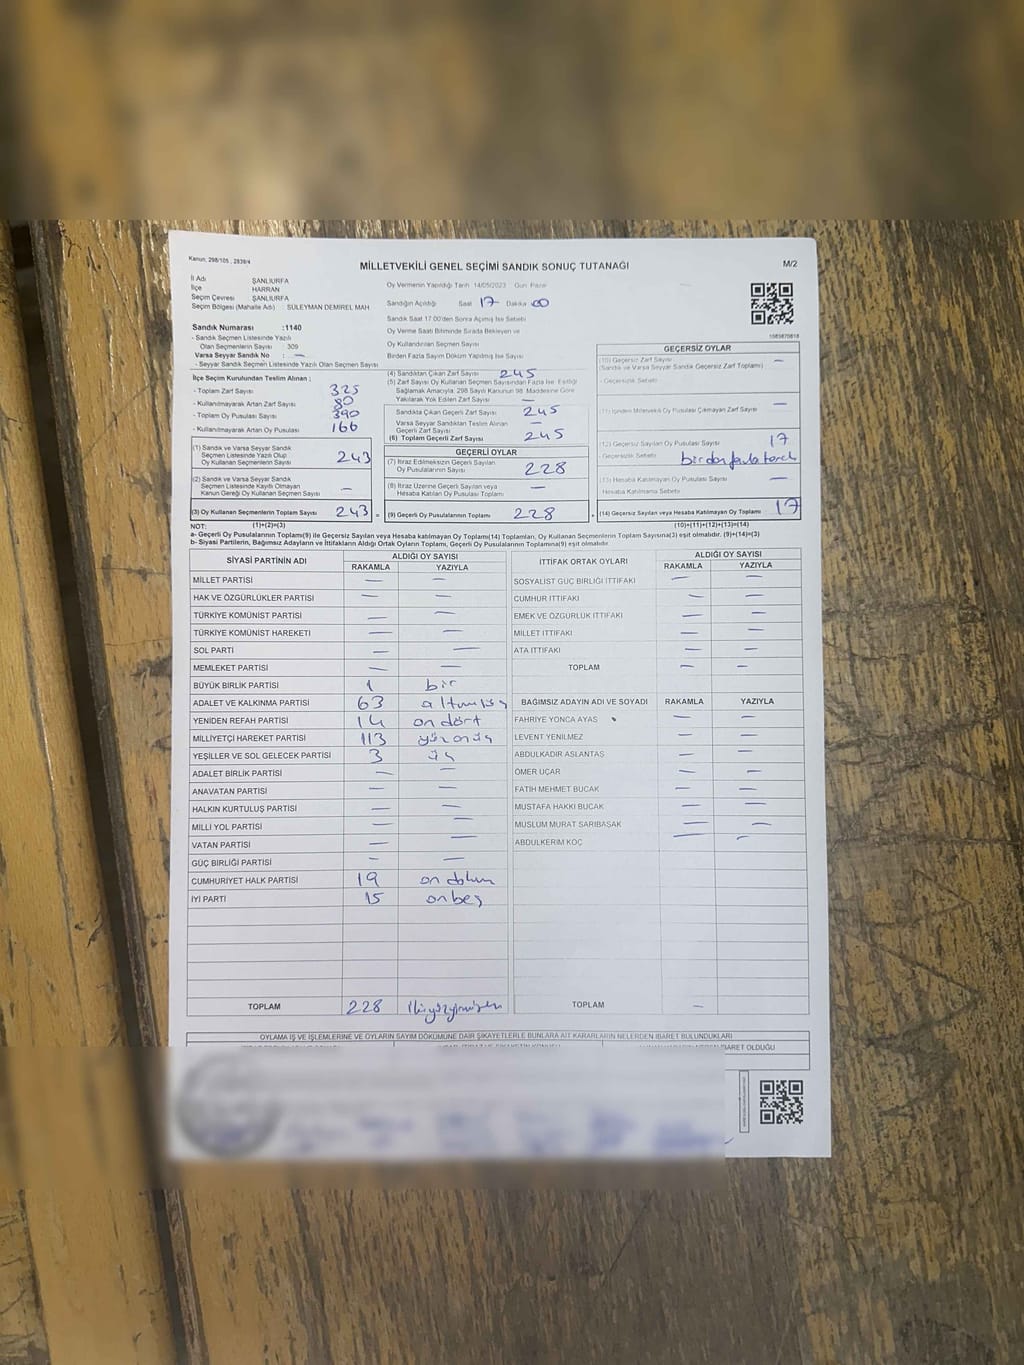 Kanun: 298/105 , 2839/4
MİLLETVEKİLİ GENEL SEÇİMİ SANDIK SONUÇ TUTANAĞI
M/2
İl Adı ŞANLIURFA
İlçe HARRAN
Seçim Çevresi ŞANLIURFA
Seçim Bölgesi (Mahalle Adı) SÜLEYMAN DEMİREL MAH
Sandık Numarası :1140
- Sandık Seçmen Listesinde Yazılı
Olan Seçmenlerin Sayısı : 309
Varsa Seyyar Sandık No : —
- Seyyar Sandık Seçmen Listesinde Yazılı Olan Seçmen Sayısı
Oy Vermenin Yapıldığı Tarih 14/05/2023 Gün Pazar
Sandığın Açıldığı Saat 17 Dakika 00
Sandık Saat 17.00'den Sonra Açılmış İse Sebebi
Oy Verme Saati Bitiminde Sırada Bekleyen ve
Oy Kullandırılan Seçmen Sayısı
Birden Fazla Sayım Döküm Yapılmış İse Sayısı
İlçe Seçim Kurulundan Teslim Alınan ;
- Toplam Zarf Sayısı 325
- Kullanılmayarak Artan Zarf Sayısı 80
- Toplam Oy Pusulası Sayısı 390
- Kullanılmayarak Artan Oy Pusulası 166
(1) Sandık ve Varsa Seyyar Sandık
Seçmen Listesinde Yazılı Olup
Oy Kullanan Seçmenlerin Sayısı 243
(2) Sandık ve Varsa Seyyar Sandık
Seçmen Listesinde Kayıtlı Olmayan
Kanun Gereği Oy Kullanan Seçmen Sayısı —
(3) Oy Kullanan Seçmenlerin Toplam Sayısı 243 =
(4) Sandıktan Çıkan Zarf Sayısı 245
(5) Zarf Sayısı Oy Kullanan Seçmen Sayısından Fazla İse, Eşitliği
Sağlamak Amacıyla; 298 Sayılı Kanunun 98. Maddesine Göre
Yakılarak Yok Edilen Zarf Sayısı —
Sandıkta Çıkan Geçerli Zarf Sayısı 245
Varsa Seyyar Sandıktan Teslim Alınan
Geçerli Zarf Sayısı —
(6) Toplam Geçerli Zarf Sayısı 245
GEÇERLİ OYLAR
(7) İtiraz Edilmeksizin Geçerli Sayılan
Oy Pusulalarının Sayısı 228
(8) İtiraz Üzerine Geçerli Sayılan veya
Hesaba Katılan Oy Pusulası Toplamı —
(9) Geçerli Oy Pusulalarının Toplamı 228 +
GEÇERSİZ OYLAR
(10) Geçersiz Zarf Sayısı —
(Sandık ve Varsa Seyyar Sandık Geçersiz Zarf Toplamı)
- Geçersizlik Sebebi
(11) İçinden Milletvekili Oy Pusulası Çıkmayan Zarf Sayısı —
(12) Geçersiz Sayılan Oy Pusulası Sayısı 17
- Geçersizlik Sebebi birden fazla tercih
(13) Hesaba Katılmayan Oy Pusulası Sayısı —
Hesaba Katılmama Sebebi
(14) Geçersiz Sayılan veya Hesaba Katılmayan Oy Toplamı 17
NOT: (1)+(2)=(3) (10)+(11)+(12)+(13)=(14)
a- Geçerli Oy Pusulalarının Toplamı(9) ile Geçersiz Sayılan veya Hesaba katılmayan Oy Toplamı(14) Toplamları, Oy Kullanan Seçmenlerin Toplam Sayısına(3) eşit olmalıdır. (9)+(14)=(3)
b- Siyasi Partilerin, Bağımsız Adayların ve İttifakların Aldığı Ortak Oyların Toplamı, Geçerli Oy Pusulalarının Toplamına(9) eşit olmalıdır.
SİYASİ PARTİNİN ADI ALDIĞI OY SAYISI
RAKAMLA YAZIYLA
MİLLET PARTİSİ — —
HAK VE ÖZGÜRLÜKLER PARTİSİ — —
TÜRKİYE KOMÜNİST PARTİSİ — —
TÜRKİYE KOMÜNİST HAREKETİ — —
SOL PARTİ — —
MEMLEKET PARTİSİ — —
BÜYÜK BİRLİK PARTİSİ 1 bir
ADALET VE KALKINMA PARTİSİ 63 altmışüç
YENİDEN REFAH PARTİSİ 14 on dört
MİLLİYETÇİ HAREKET PARTİSİ 113 yüzonüç
YEŞİLLER VE SOL GELECEK PARTİSİ 3 üç
ADALET BİRLİK PARTİSİ — —
ANAVATAN PARTİSİ — —
HALKIN KURTULUŞ PARTİSİ — —
MİLLİ YOL PARTİSİ — —
VATAN PARTİSİ — —
GÜÇ BİRLİĞİ PARTİSİ — —
CUMHURİYET HALK PARTİSİ 19 on dokuz
İYİ PARTİ 15 onbeş
TOPLAM 228 ikiyüzyirmisekiz
İTTİFAK ORTAK OYLARI ALDIĞI OY SAYISI
RAKAMLA YAZIYLA
SOSYALİST GÜÇ BİRLİĞİ İTTİFAKI — —
CUMHUR İTTİFAKI — —
EMEK VE ÖZGÜRLÜK İTTİFAKI — —
MİLLET İTTİFAKI — —
ATA İTTİFAKI — —
TOPLAM — —
BAĞIMSIZ ADAYIN ADI VE SOYADI RAKAMLA YAZIYLA
FAHRİYE YONCA AYAS — —
LEVENT YENİLMEZ — —
ABDULKADİR ASLANTAŞ — —
ÖMER UÇAR — —
FATİH MEHMET BUCAK — —
MUSTAFA HAKKI BUCAK — —
MÜSLÜM MURAT SARIBAŞAK — —
ABDULKERİM KOÇ — —
TOPLAM —
OYLAMA İŞ VE İŞLEMLERİNE VE OYLARIN SAYIM DÖKÜMÜNE DAİR ŞİKAYETLERLE BUNLARA AİT KARARLARIN NELERDEN İBARET BULUNDUKLARI